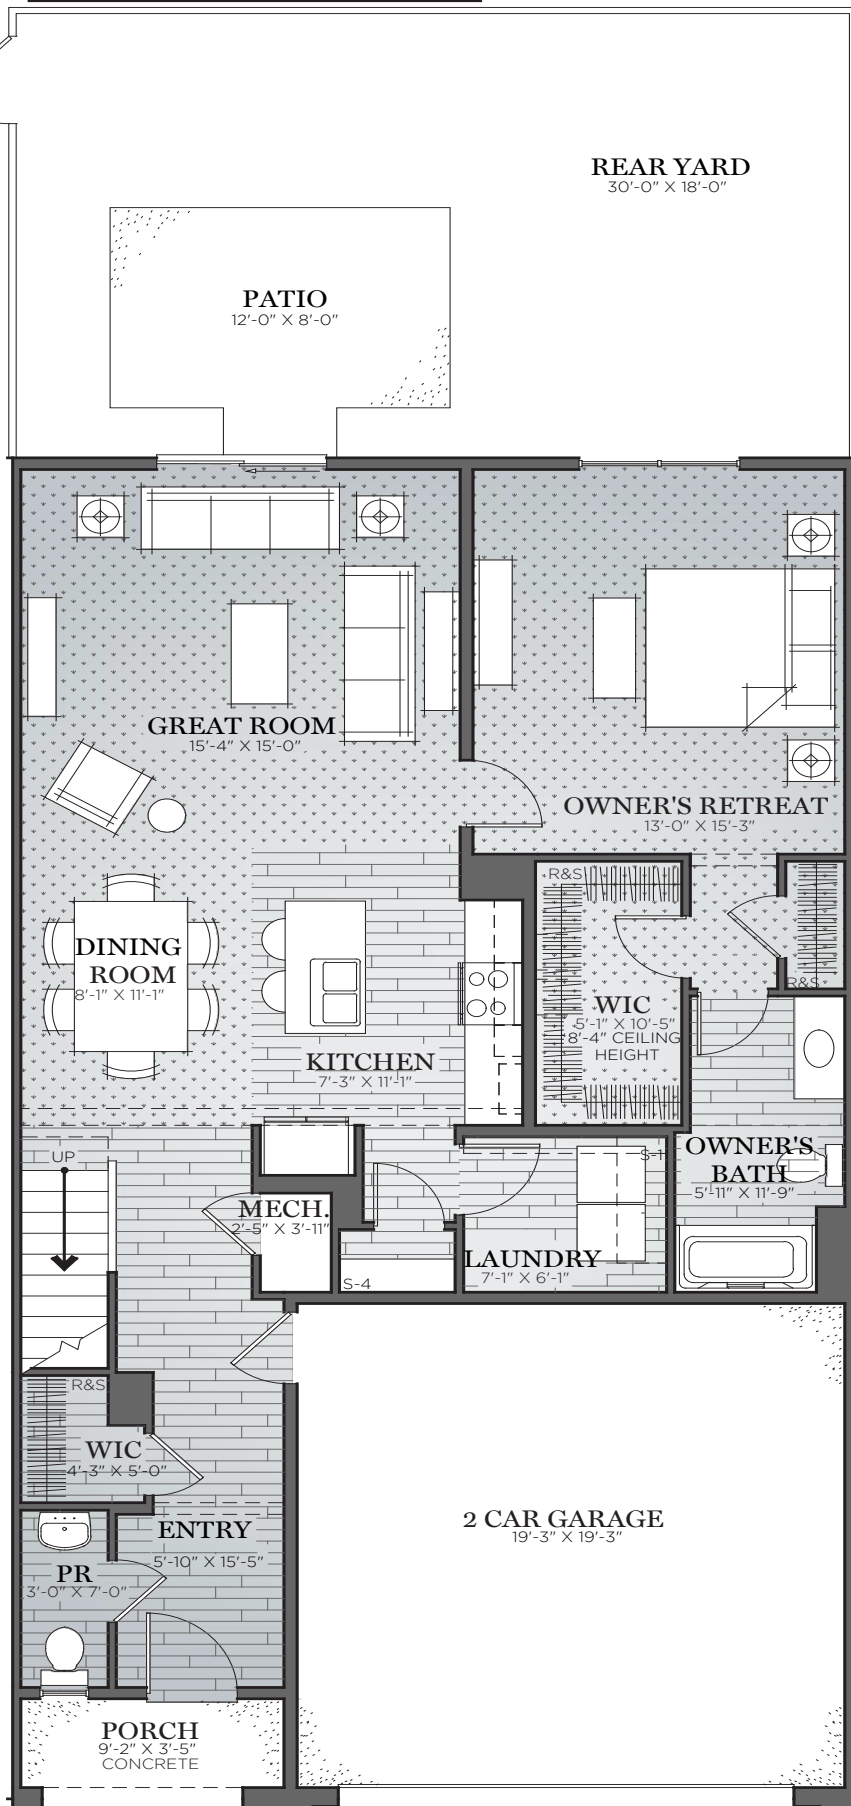 REAR YARD
30'-0" X 18'-0"
PATIO
12'-0" X 8'-0"
GREAT ROOM
15'-4" X 15'-0"
OWNER'S RETREAT
13'-0" X 15'-3"
R&S
DINING
ROOM
8'-1" X 11'-1"
R&S
WIC
5'-1" X 10'-5"
8'-4" CEILING
HEIGHT
KITCHEN
7'-3" X 11'-1"
UP
S-1
OWNER'S
BATH
5'-11" X 11'-9"
MECH.
2'-5" X 3'-11"
LAUNDRY
7'-1" X 6'-1"
S-4
R&S
WIC
4'-3" X 5'-0"
2 CAR GARAGE
19'-3" X 19'-3"
ENTRY
5'-10" X 15'-5"
PR
3'-0" X 7'-0"
PORCH
9'-2" X 3'-5"
CONCRETE